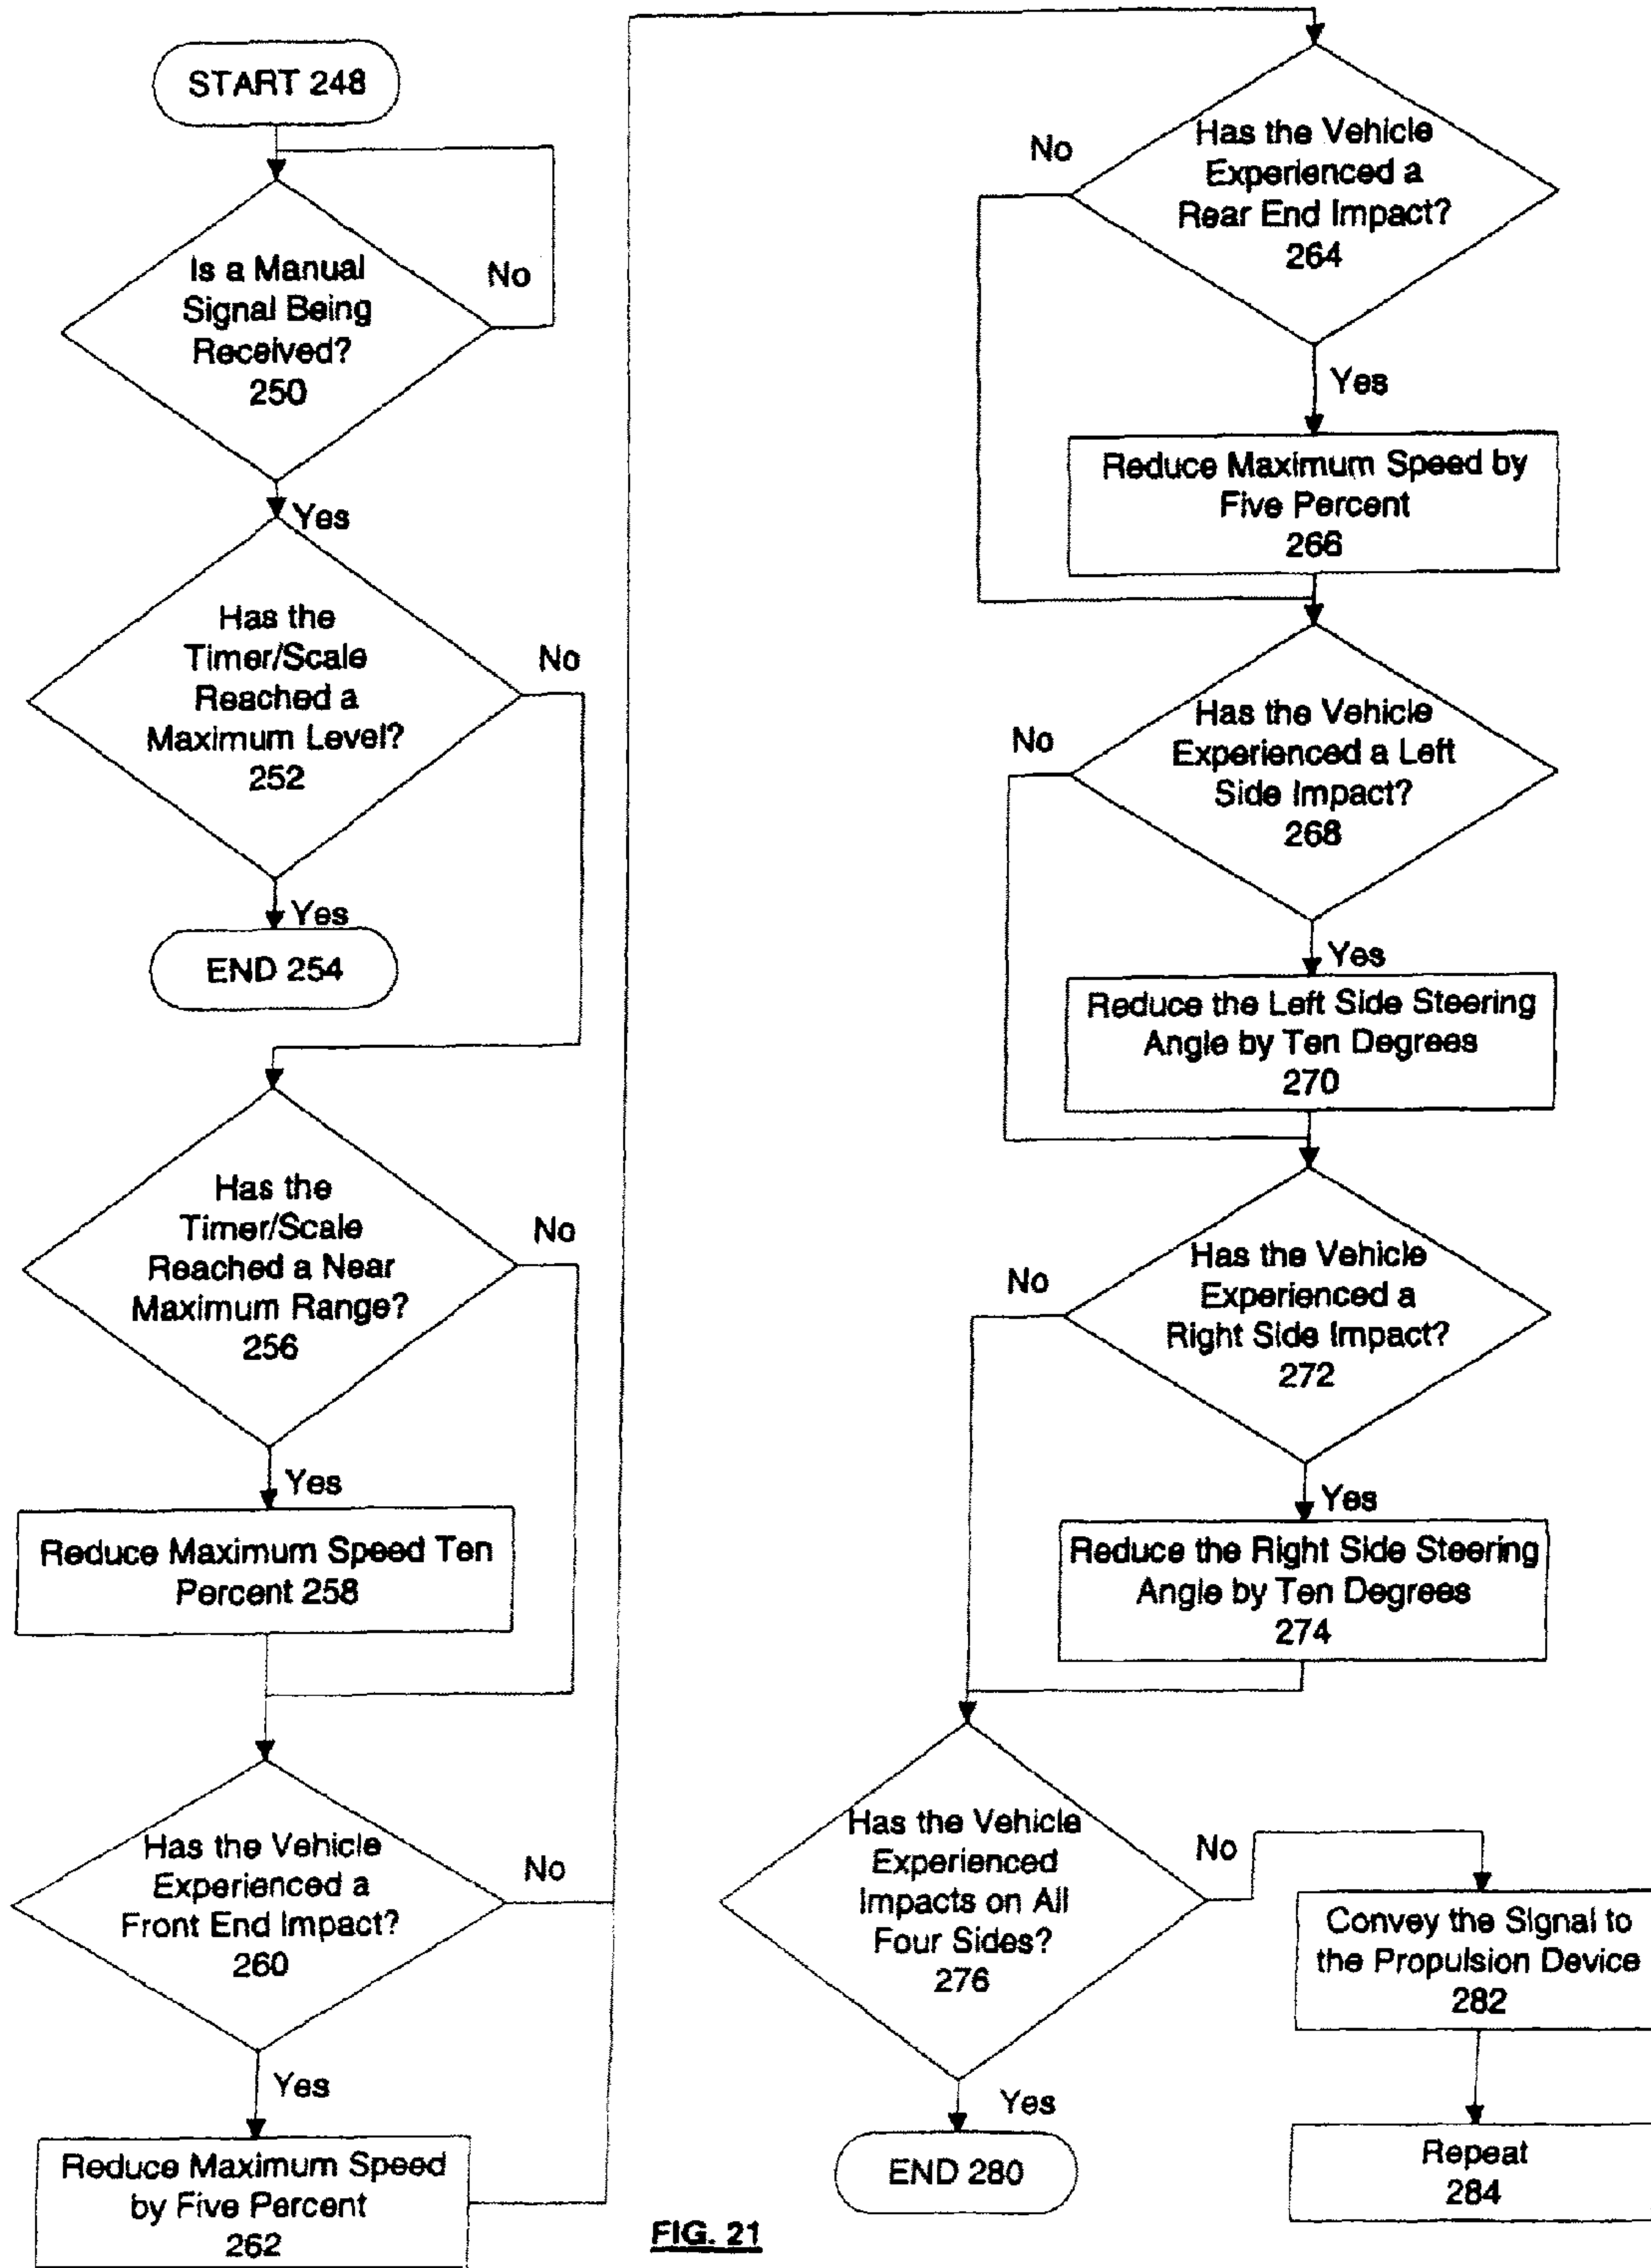 START 248
Is a Manual
Signal Being
Received?
250
No
Yes
Has the
Timer/Scale
Reached a
Maximum Level?
252
No
Yes
END 254
Has the
Timer/Scale
Reached a Near
Maximum Range?
256
No
Yes
Reduce Maximum Speed Ten
Percent 258
Has the Vehicle
Experienced a
Front End Impact?
260
No
Yes
Reduce Maximum Speed
by Five Percent
262
Has the Vehicle
Experienced a
Rear End Impact?
264
No
Yes
Reduce Maximum Speed by
Five Percent
266
Has the Vehicle
Experienced a Left
Side Impact?
268
No
Yes
Reduce the Left Side Steering
Angle by Ten Degrees
270
Has the Vehicle
Experienced a
Right Side Impact?
272
No
Yes
Reduce the Right Side Steering
Angle by Ten Degrees
274
Has the Vehicle
Experienced
Impacts on All
Four Sides?
276
No
Yes
END 280
Convey the Signal to
the Propulsion Device
282
Repeat
284
FIG. 21